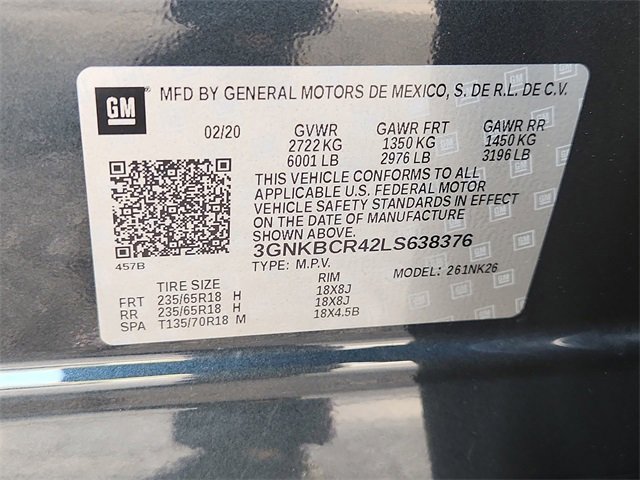 GM
MFD BY GENERAL MOTORS DE MEXICO, S. DE R.L. DE C.V.
02/20 GVWR GAWR FRT GAWR RR
2722 KG 1350 KG 1450 KG
6001 LB 2976 LB 3196 LB
THIS VEHICLE CONFORMS TO ALL
APPLICABLE U.S. FEDERAL MOTOR
VEHICLE SAFETY STANDARDS IN EFFECT
ON THE DATE OF MANUFACTURE
SHOWN ABOVE.
3GNKBCR42LS638376
457B
TYPE: M.P.V. MODEL: 261NK26
TIRE SIZE RIM
FRT 235/65R18 H 18X8J
RR 235/65R18 H 18X8J
SPA T135/70R18 M 18X4.5B